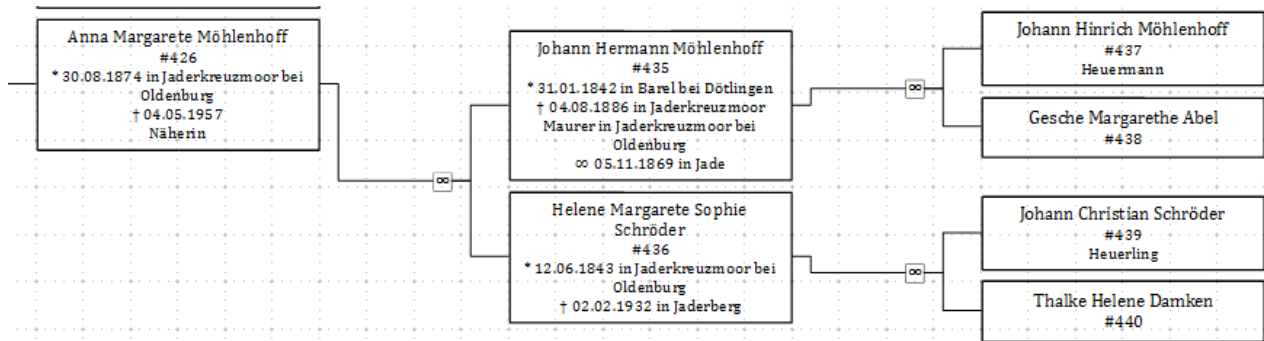 Anna Margarete Möhlenhoff
#426
* 30.08.1874 in Jaderkreuzmoor bei
Oldenburg
† 04.05.1957
Näherin
Johann Hermann Möhlenhoff
#435
* 31.01.1842 in Barel bei Dötlingen
† 04.08.1886 in Jaderkreuzmoor
Maurer in Jaderkreuzmoor bei
Oldenburg
∞ 05.11.1869 in Jade
Helene Margarete Sophie
Schröder
#436
* 12.06.1843 in Jaderkreuzmoor bei
Oldenburg
† 02.02.1932 in Jaderberg
Johann Hinrich Möhlenhoff
#437
Heuermann
Gesche Margarethe Abel
#438
Johann Christian Schröder
#439
Heuerling
Thalke Helene Damken
#440
∞
∞
∞